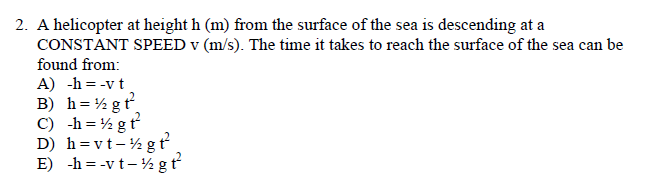 2. A helicopter at height h (m) from the surface of the sea is descending at a
CONSTANT SPEED v (m/s). The time it takes to reach the surface of the sea can be
found from:
A) -h = -v t
B) h = ½ g t²
C) -h = ½ g t²
D) h = v t – ½ g t²
E) -h = -v t – ½ g t²